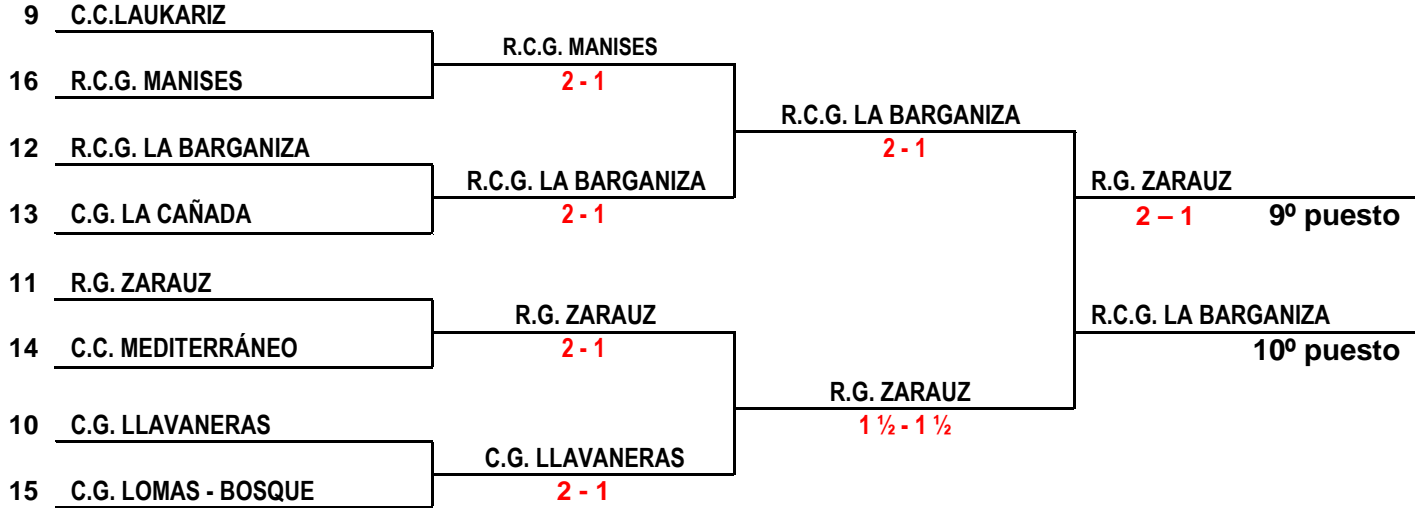 9 C.C.LAUKARIZ
R.C.G. MANISES
16 R.C.G. MANISES 2 - 1
R.C.G. LA BARGANIZA
12 R.C.G. LA BARGANIZA 2 - 1
R.C.G. LA BARGANIZA R.G. ZARAUZ
13 C.G. LA CAÑADA 2 - 1 2 – 1 9º puesto
11 R.G. ZARAUZ
R.G. ZARAUZ R.C.G. LA BARGANIZA
14 C.C. MEDITERRÁNEO 2 - 1 10º puesto
R.G. ZARAUZ
10 C.G. LLAVANERAS 1 ½ - 1 ½
C.G. LLAVANERAS
15 C.G. LOMAS - BOSQUE 2 - 1